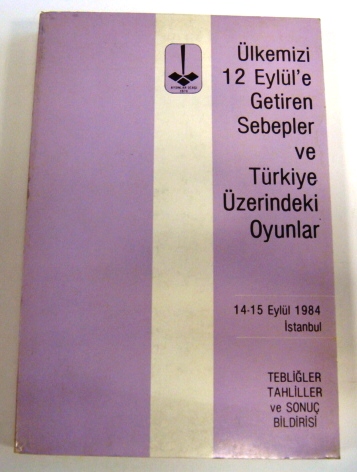 Ülkemizi
12 Eylül'e
Getiren
Sebepler
ve
Türkiye
Üzerindeki
Oyunlar
14-15 Eylül 1984
İstanbul
TEBLİĞLER
TAHLİLLER
ve SONUÇ
BİLDİRİSİ